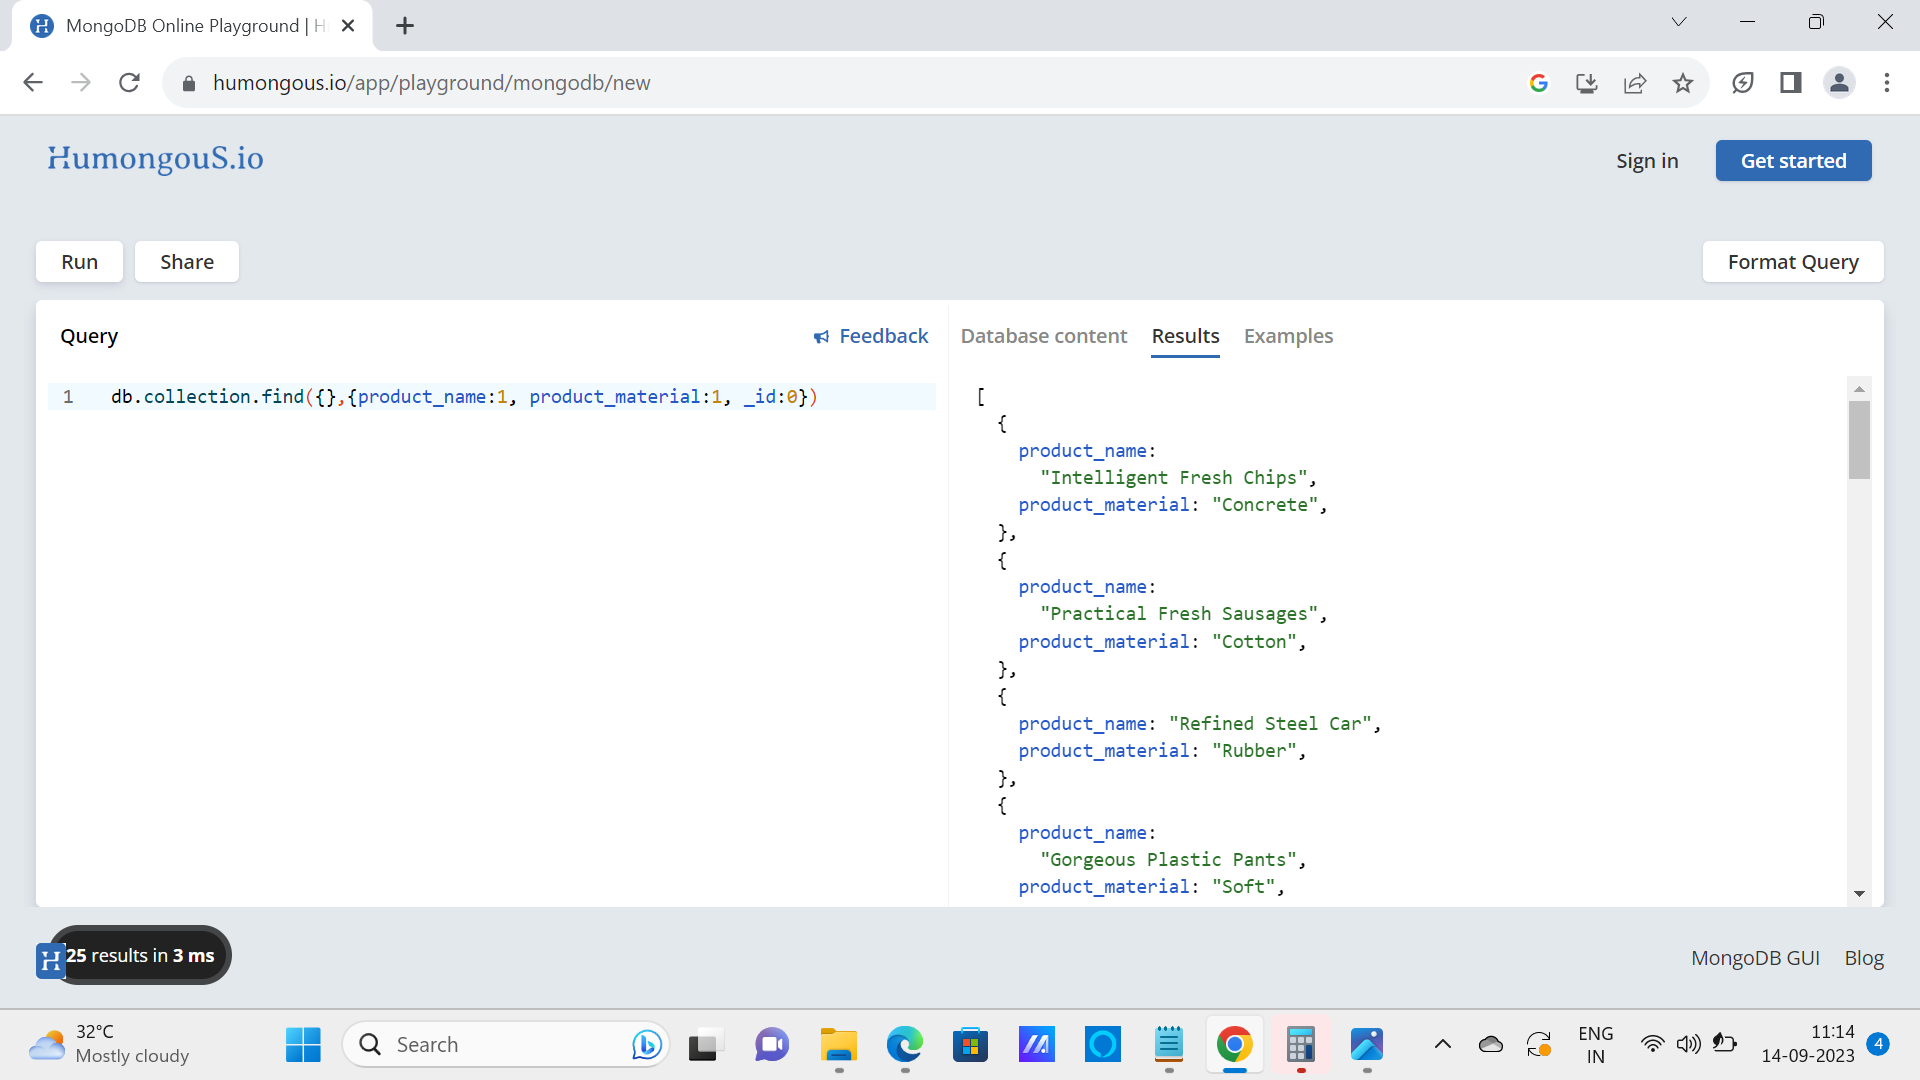 MongoDB Online Playground | H
humongous.io/app/playground/mongodb/new
HumongouS.io
Sign in
Get started
Run
Share
Format Query
Query
Feedback
Database content
Results
Examples
1 db.collection.find({},{product_name:1, product_material:1, _id:0})
[
{
product_name:
"Intelligent Fresh Chips",
product_material: "Concrete",
},
{
product_name:
"Practical Fresh Sausages",
product_material: "Cotton",
},
{
product_name: "Refined Steel Car",
product_material: "Rubber",
},
{
product_name:
"Gorgeous Plastic Pants",
product_material: "Soft",
H 25 results in 3 ms
MongoDB GUI
Blog
32°C
Mostly cloudy
Search
ENG
IN
11:14
14-09-2023
4